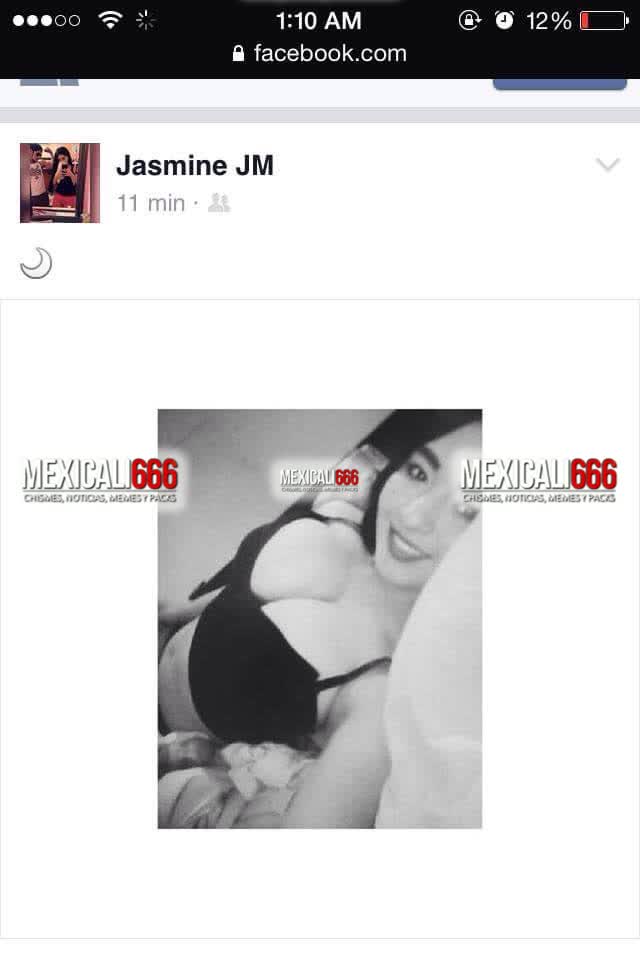 1:10 AM
12%
facebook.com
Jasmine JM
11 min ·
MEXICALI666
CHISMES, NOTICIAS, MEMES Y PACKS
MEXICALI666
CHISMES, NOTICIAS, MEMES Y PACKS
MEXICALI666
CHISMES, NOTICIAS, MEMES Y PACKS